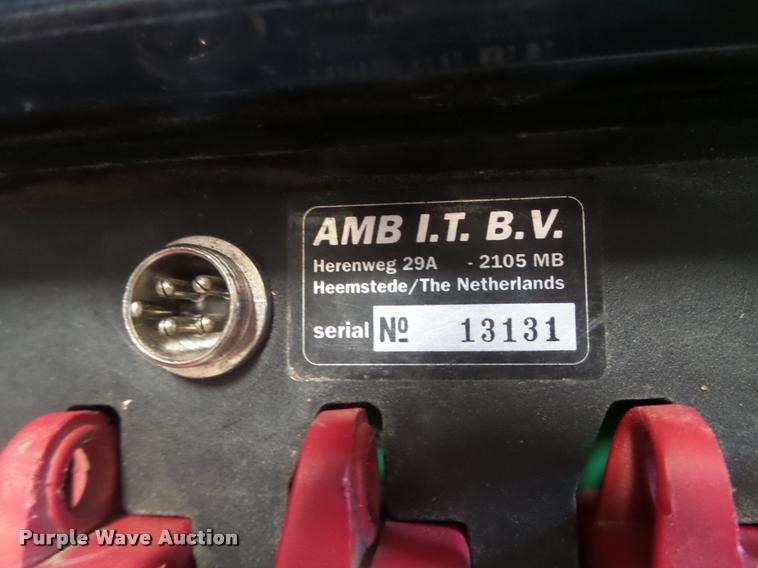 AMB I.T. B.V.
Herenweg 29A - 2105 MB
Heemstede/The Netherlands
serial № 13131
Purple Wave Auction